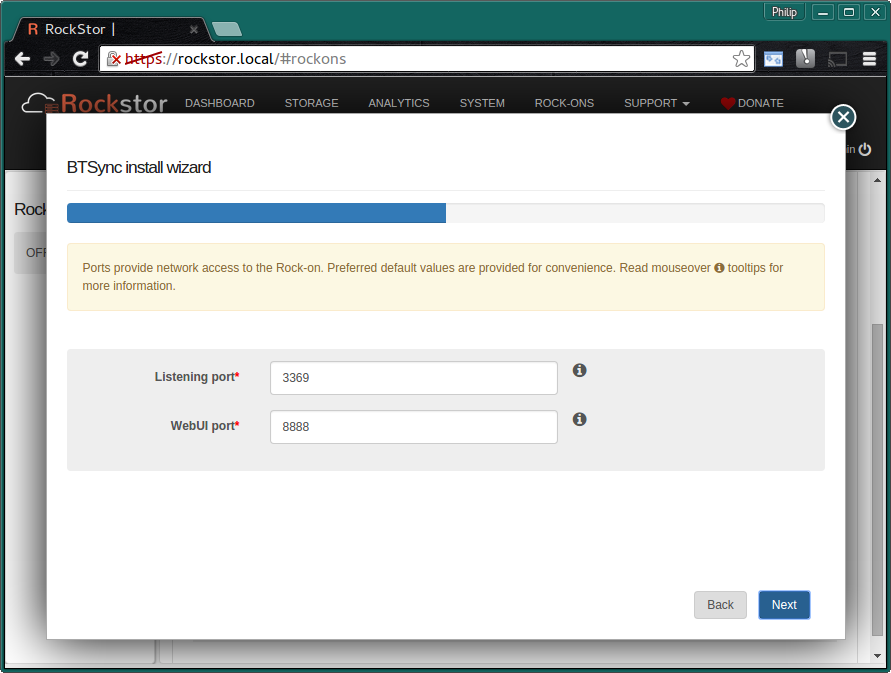 Philip
R RockStor |
https://rockstor.local/#rockons
Rockstor DASHBOARD STORAGE ANALYTICS SYSTEM ROCK-ONS SUPPORT DONATE
in
BTSync install wizard
Rock
OFF
Ports provide network access to the Rock-on. Preferred default values are provided for convenience. Read mouseover tooltips for
more information.
Listening port* 3369
WebUI port* 8888
Back Next